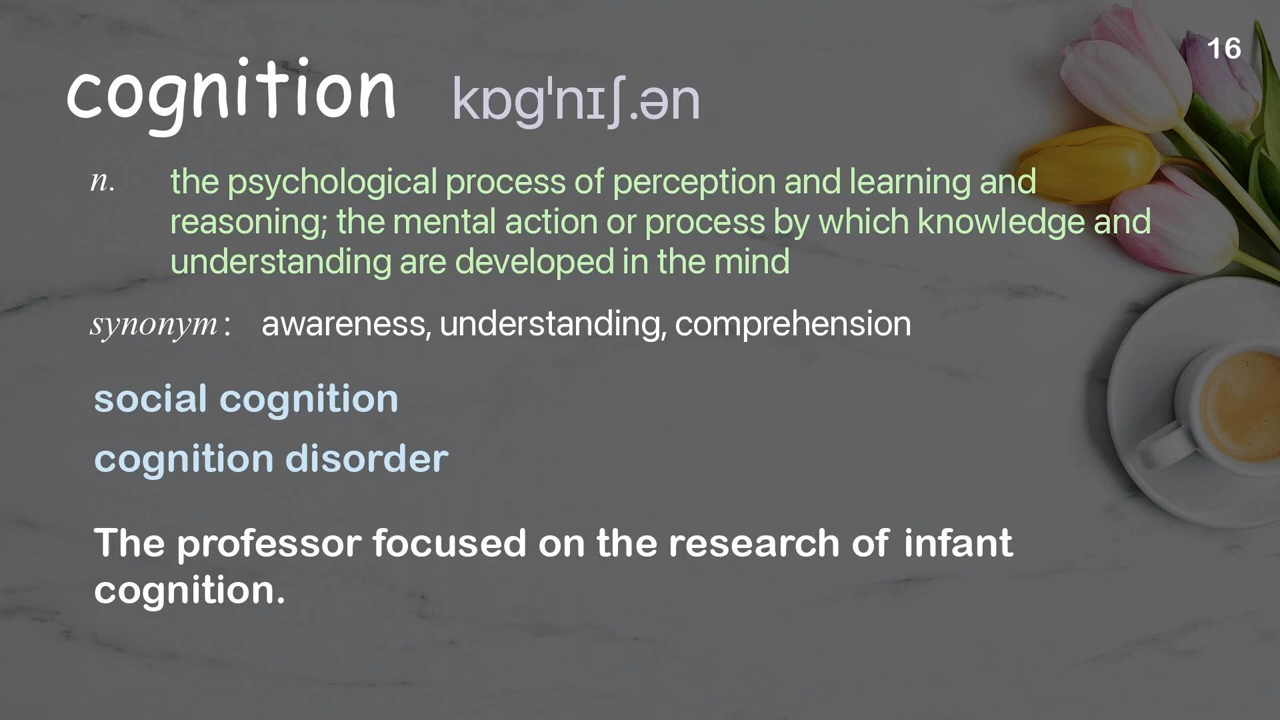 16
cognition kɒgˈnɪʃ.ən
n. the psychological process of perception and learning and
reasoning; the mental action or process by which knowledge and
understanding are developed in the mind
synonym : awareness, understanding, comprehension
social cognition
cognition disorder
The professor focused on the research of infant
cognition.